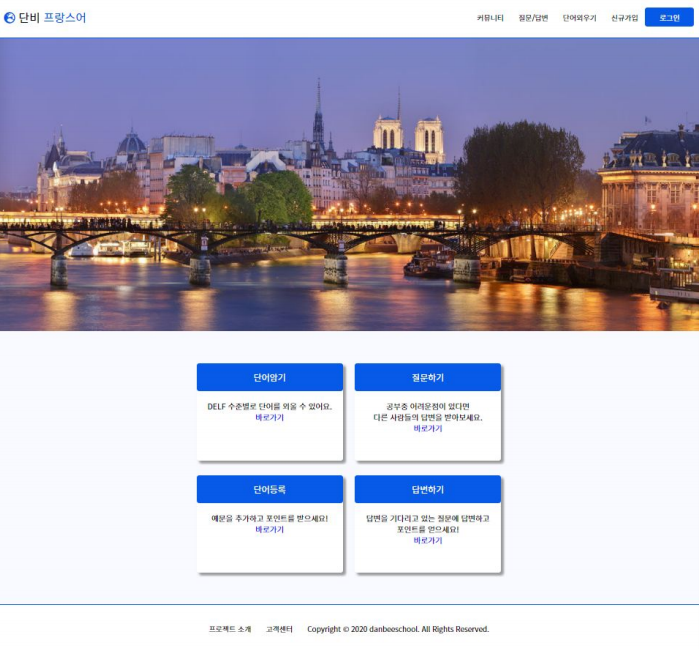 단비 프랑스어
커뮤니티 질문/답변 단어외우기 신규가입 로그인
단어암기
DELF 수준별로 단어를 외울 수 있어요.
바로가기
질문하기
공부중 어려운점이 있다면
다른 사람들의 답변을 받아보세요.
바로가기
단어등록
예문을 추가하고 포인트를 받으세요!
바로가기
답변하기
답변을 기다리고 있는 질문에 답변하고
포인트를 얻으세요!
바로가기
프로젝트 소개 고객센터 Copyright © 2020 danbeeschool. All Rights Reserved.